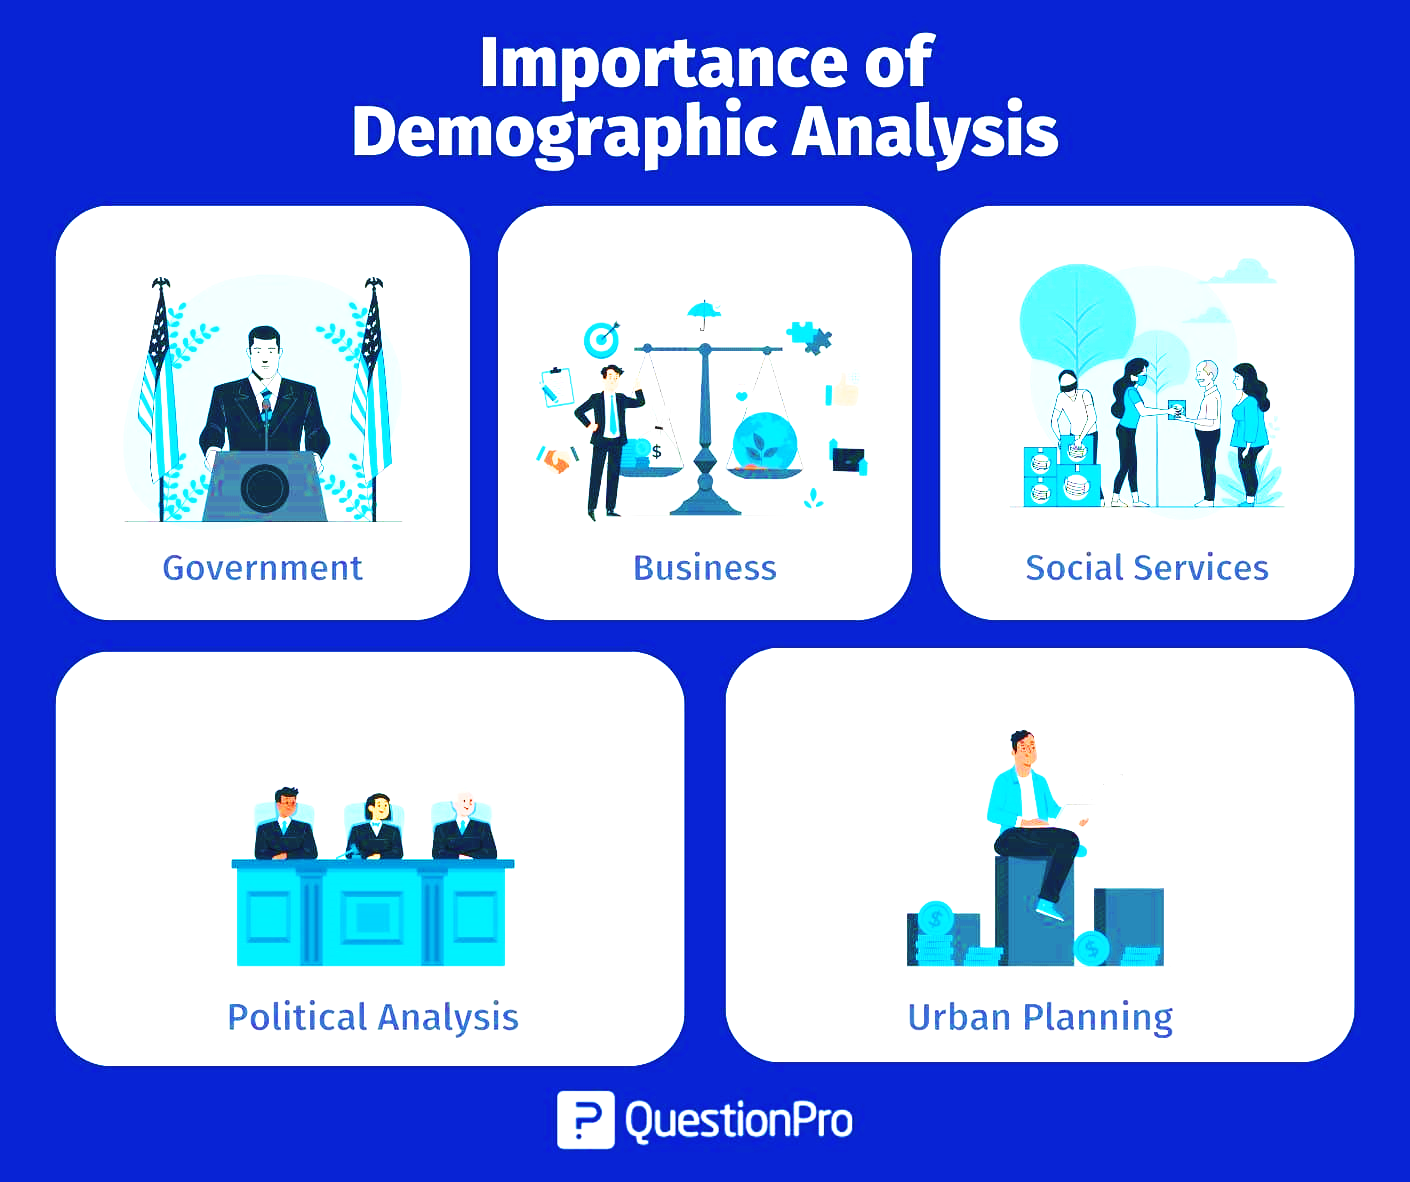 Importance of
Demographic Analysis
$
Government
Business
Social Services
$
$
Political Analysis
Urban Planning
QuestionPro